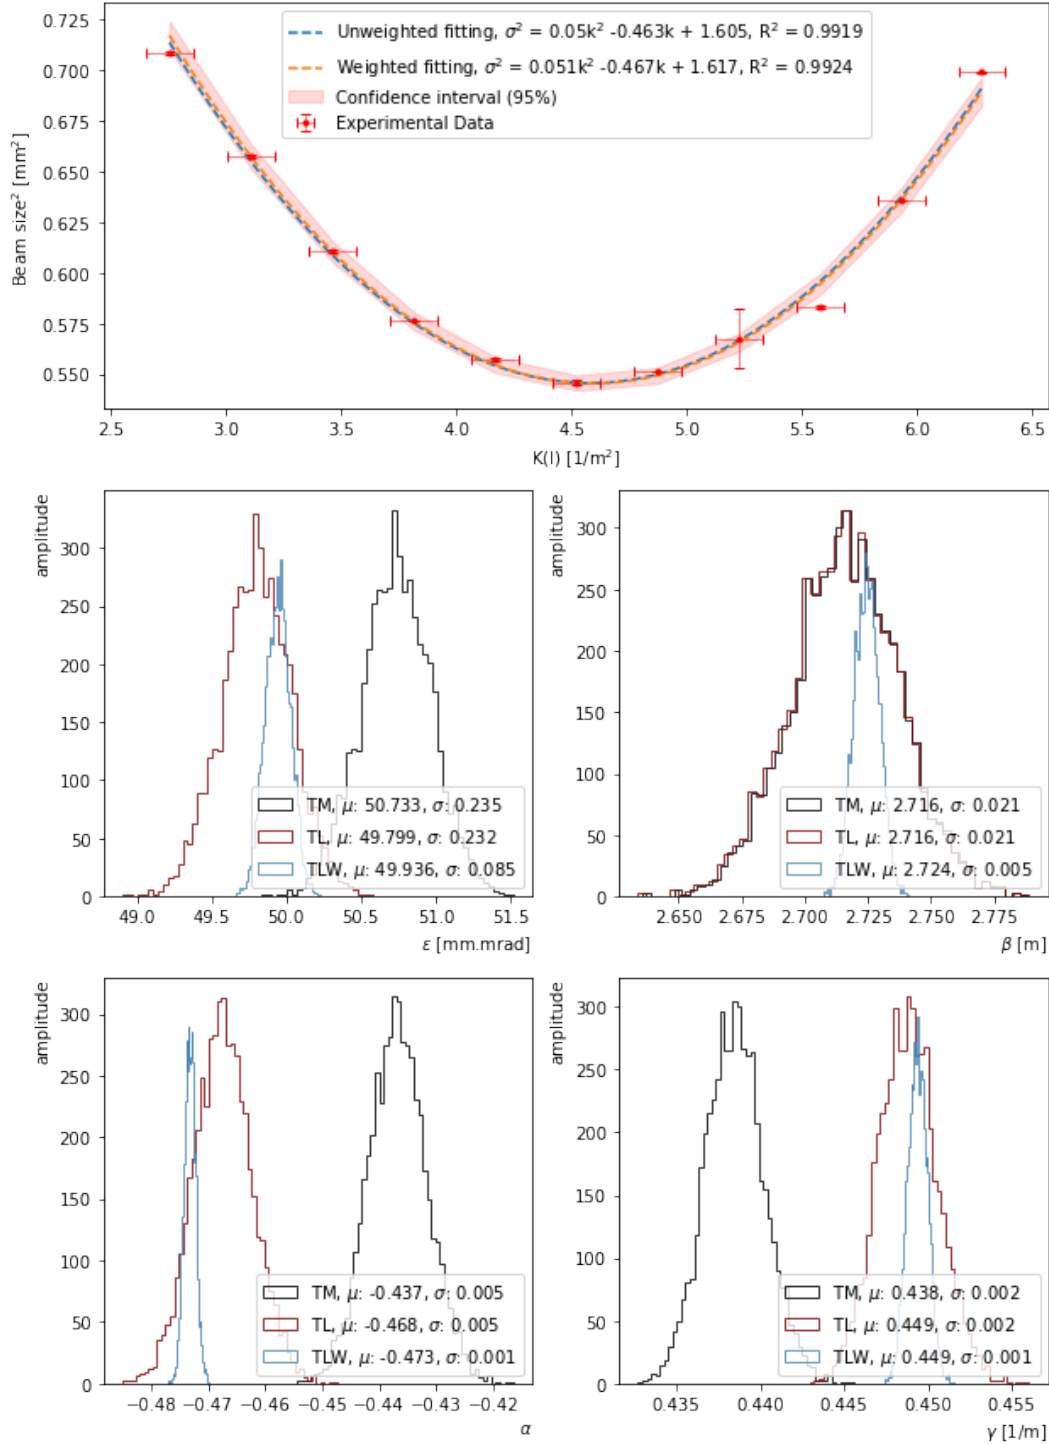 Unweighted fitting, σ² = 0.05k² -0.463k + 1.605, R² = 0.9919
Weighted fitting, σ² = 0.051k² -0.467k + 1.617, R² = 0.9924
Confidence interval (95%)
Experimental Data
Beam size² [mm²]
0.725
0.700
0.675
0.650
0.625
0.600
0.575
0.550
2.5 3.0 3.5 4.0 4.5 5.0 5.5 6.0 6.5
K(I) [1/m²]
amplitude
300
250
200
150
100
50
0
TM, μ: 50.733, σ: 0.235
TL, μ: 49.799, σ: 0.232
TLW, μ: 49.936, σ: 0.085
49.0 49.5 50.0 50.5 51.0 51.5
ε [mm.mrad]
amplitude
300
250
200
150
100
50
0
TM, μ: 2.716, σ: 0.021
TL, μ: 2.716, σ: 0.021
TLW, μ: 2.724, σ: 0.005
2.650 2.675 2.700 2.725 2.750 2.775
β [m]
amplitude
300
250
200
150
100
50
0
TM, μ: -0.437, σ: 0.005
TL, μ: -0.468, σ: 0.005
TLW, μ: -0.473, σ: 0.001
−0.48 −0.47 −0.46 −0.45 −0.44 −0.43 −0.42
α
amplitude
300
250
200
150
100
50
0
TM, μ: 0.438, σ: 0.002
TL, μ: 0.449, σ: 0.002
TLW, μ: 0.449, σ: 0.001
0.435 0.440 0.445 0.450 0.455
γ [1/m]